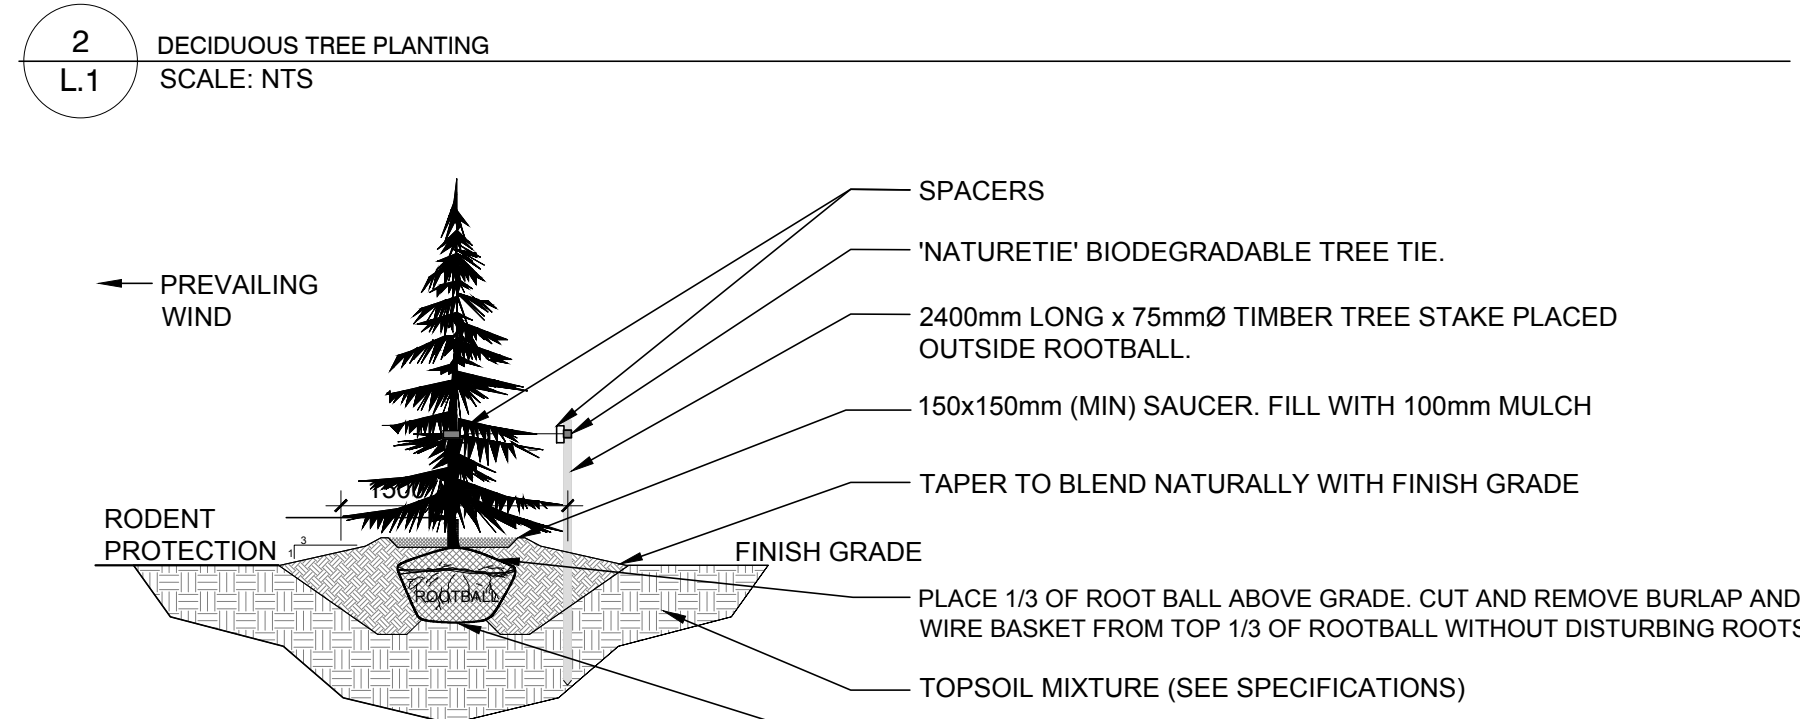 2
L.1
DECIDUOUS TREE PLANTING
SCALE: NTS
SPACERS
'NATURETIE' BIODEGRADABLE TREE TIE.
PREVAILING
WIND
2400mm LONG x 75mmØ TIMBER TREE STAKE PLACED
OUTSIDE ROOTBALL.
150x150mm (MIN) SAUCER. FILL WITH 100mm MULCH
TAPER TO BLEND NATURALLY WITH FINISH GRADE
1500
RODENT
PROTECTION
1
3
FINISH GRADE
ROOTBALL
PLACE 1/3 OF ROOT BALL ABOVE GRADE. CUT AND REMOVE BURLAP AND
WIRE BASKET FROM TOP 1/3 OF ROOTBALL WITHOUT DISTURBING ROOTS
TOPSOIL MIXTURE (SEE SPECIFICATIONS)